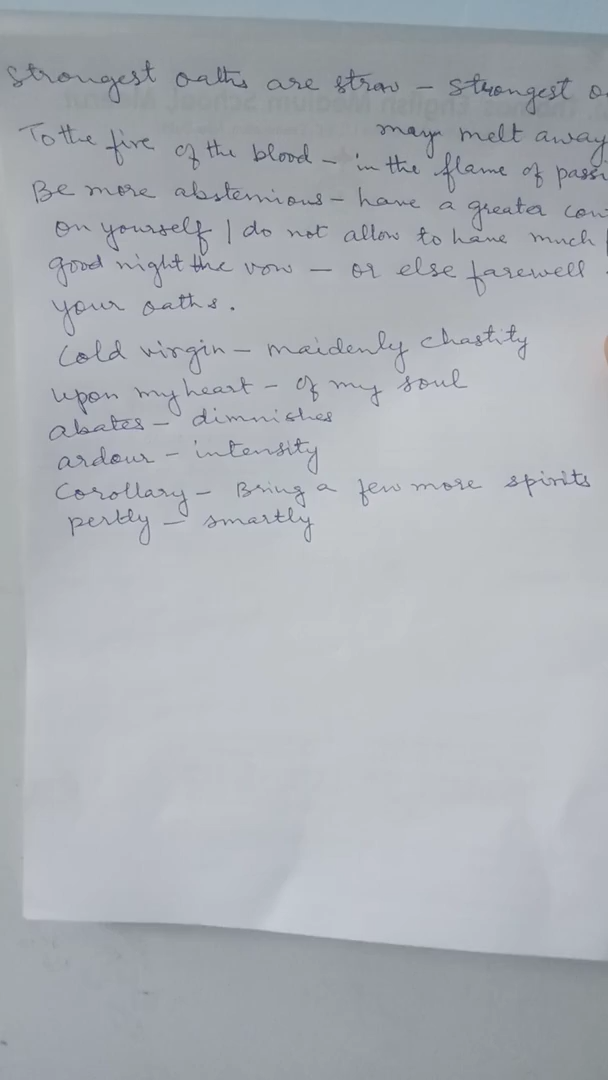 Strongest oaths are straw - Strongest o
may melt away
To the fire of the blood - in the flame of passi
Be more abstemious - have a greater con
on yourself / do not allow to have much
good night the vow - or else farewell
your oaths.
Cold virgin - maidenly chastity
upon my heart - of my soul
abates - dimnishes
ardour - intensity
Corollary - Bring a few more spirits
pertly - smartly